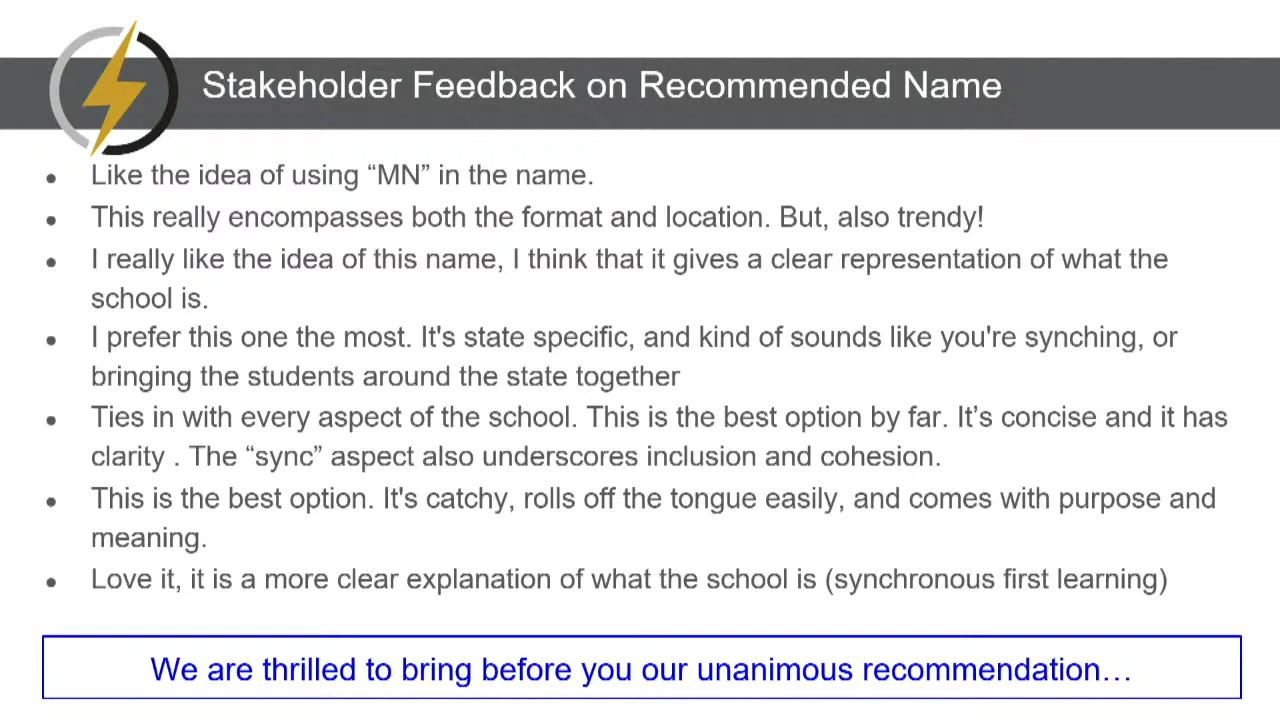 Stakeholder Feedback on Recommended Name
• Like the idea of using “MN” in the name.
• This really encompasses both the format and location. But, also trendy!
• I really like the idea of this name, I think that it gives a clear representation of what the
school is.
• I prefer this one the most. It's state specific, and kind of sounds like you're synching, or
bringing the students around the state together
• Ties in with every aspect of the school. This is the best option by far. It’s concise and it has
clarity . The “sync” aspect also underscores inclusion and cohesion.
• This is the best option. It's catchy, rolls off the tongue easily, and comes with purpose and
meaning.
• Love it, it is a more clear explanation of what the school is (synchronous first learning)
We are thrilled to bring before you our unanimous recommendation…